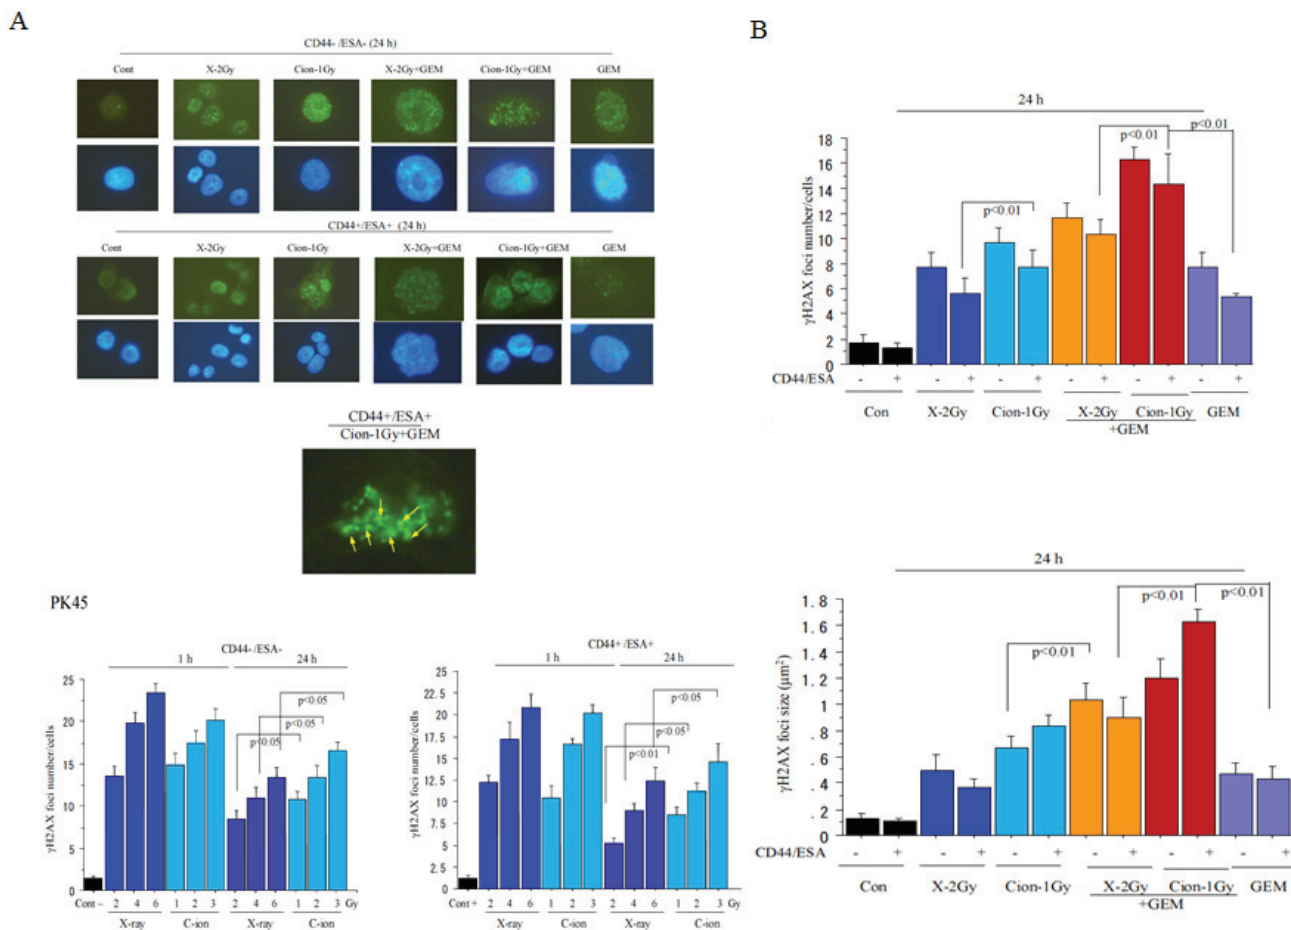 A
CD44- /ESA- (24 h)
Cont X-2Gy Cion-1Gy X-2Gy+GEM Cion-1Gy+GEM GEM
CD44+/ESA+ (24 h)
Cont X-2Gy Cion-1Gy X-2Gy+GEM Cion-1Gy+GEM GEM
CD44+/ESA+
Cion-1Gy+GEM
PK45
CD44-/ESA-
1 h 24 h
γH2AX foci number/cells
25
20
15
10
5
0
p<0.05
p<0.05
p<0.05
Cont – 2 4 6 1 2 3 2 4 6 1 2 3 Gy
X-ray C-ion X-ray C-ion
CD44+/ESA+
1 h 24 h
γH2AX foci number/cells
25
22.5
20
17.5
15
12.5
10
7.5
5
2.5
0
p<0.05
p<0.05
p<0.01
Cont + 2 4 6 1 2 3 2 4 6 1 2 3 Gy
X-ray C-ion X-ray C-ion
B
24 h
γH2AX foci number/cells
18
16
14
12
10
8
6
4
2
0
p<0.01
p<0.01
p<0.01
CD44/ESA - + - + - + - + - + - +
Con X-2Gy Cion-1Gy X-2Gy Cion-1Gy GEM
+GEM
24 h
γH2AX foci size (μm²)
1.8
1.6
1.4
1.2
1
.8
.6
.4
.2
0
p<0.01
p<0.01
p<0.01
CD44/ESA - + - + - + - + - + - +
Con X-2Gy Cion-1Gy X-2Gy Cion-1Gy GEM
+GEM